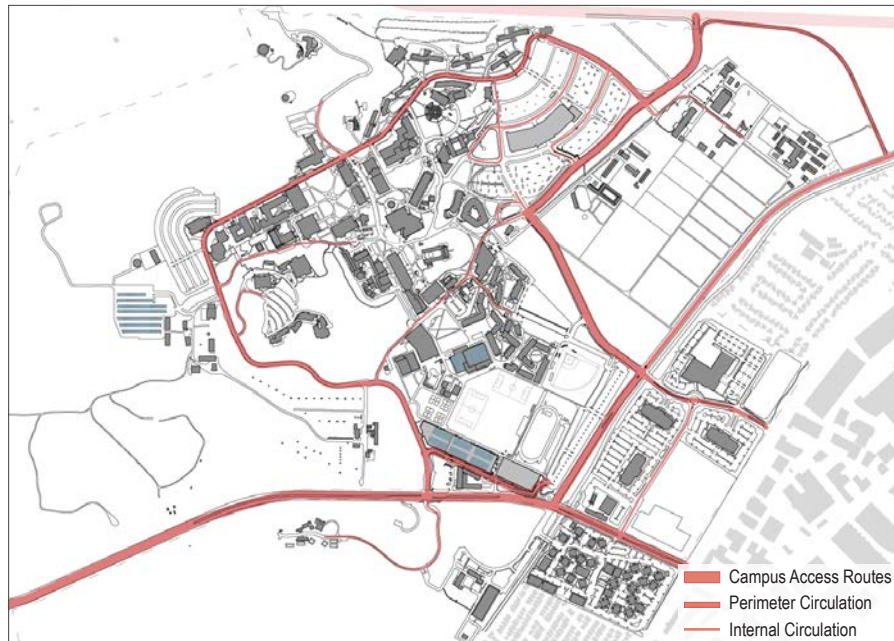 Campus Access Routes
Perimeter Circulation
Internal Circulation